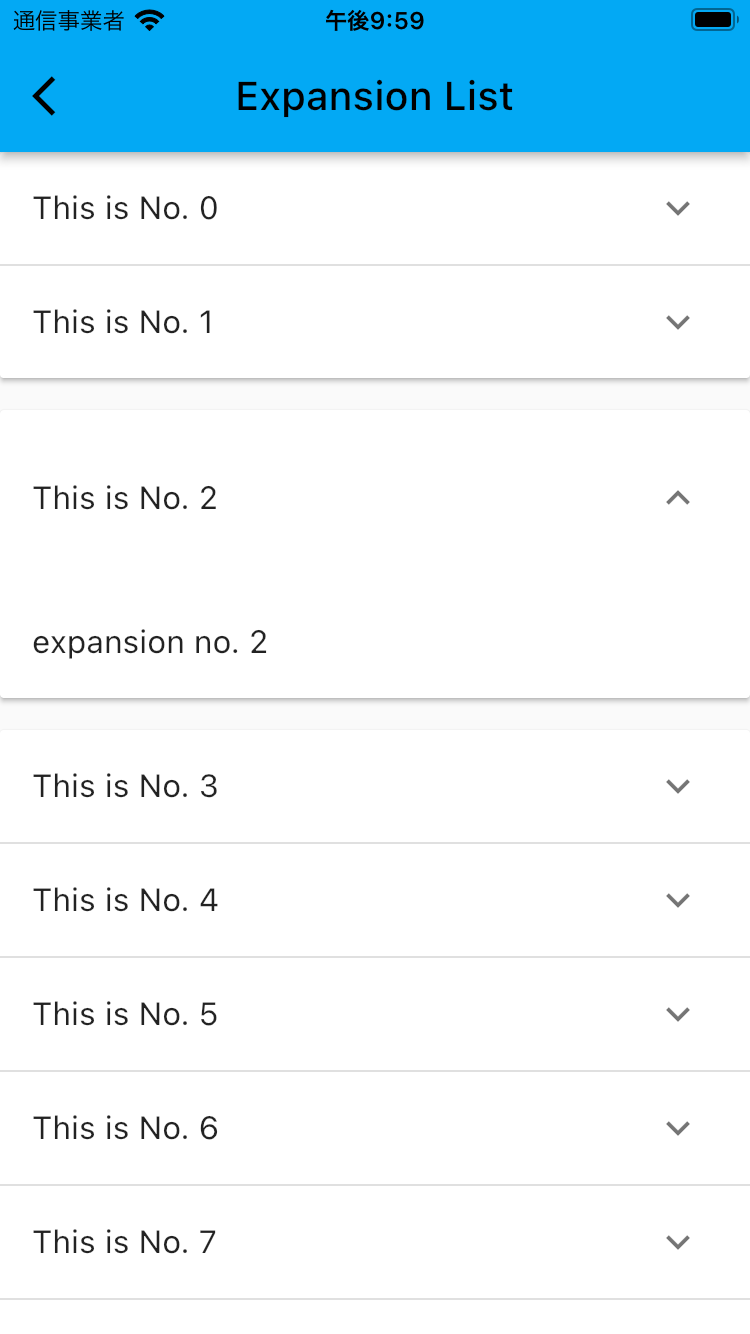 通信事業者 午後9:59
Expansion List
This is No. 0
This is No. 1
This is No. 2
expansion no. 2
This is No. 3
This is No. 4
This is No. 5
This is No. 6
This is No. 7